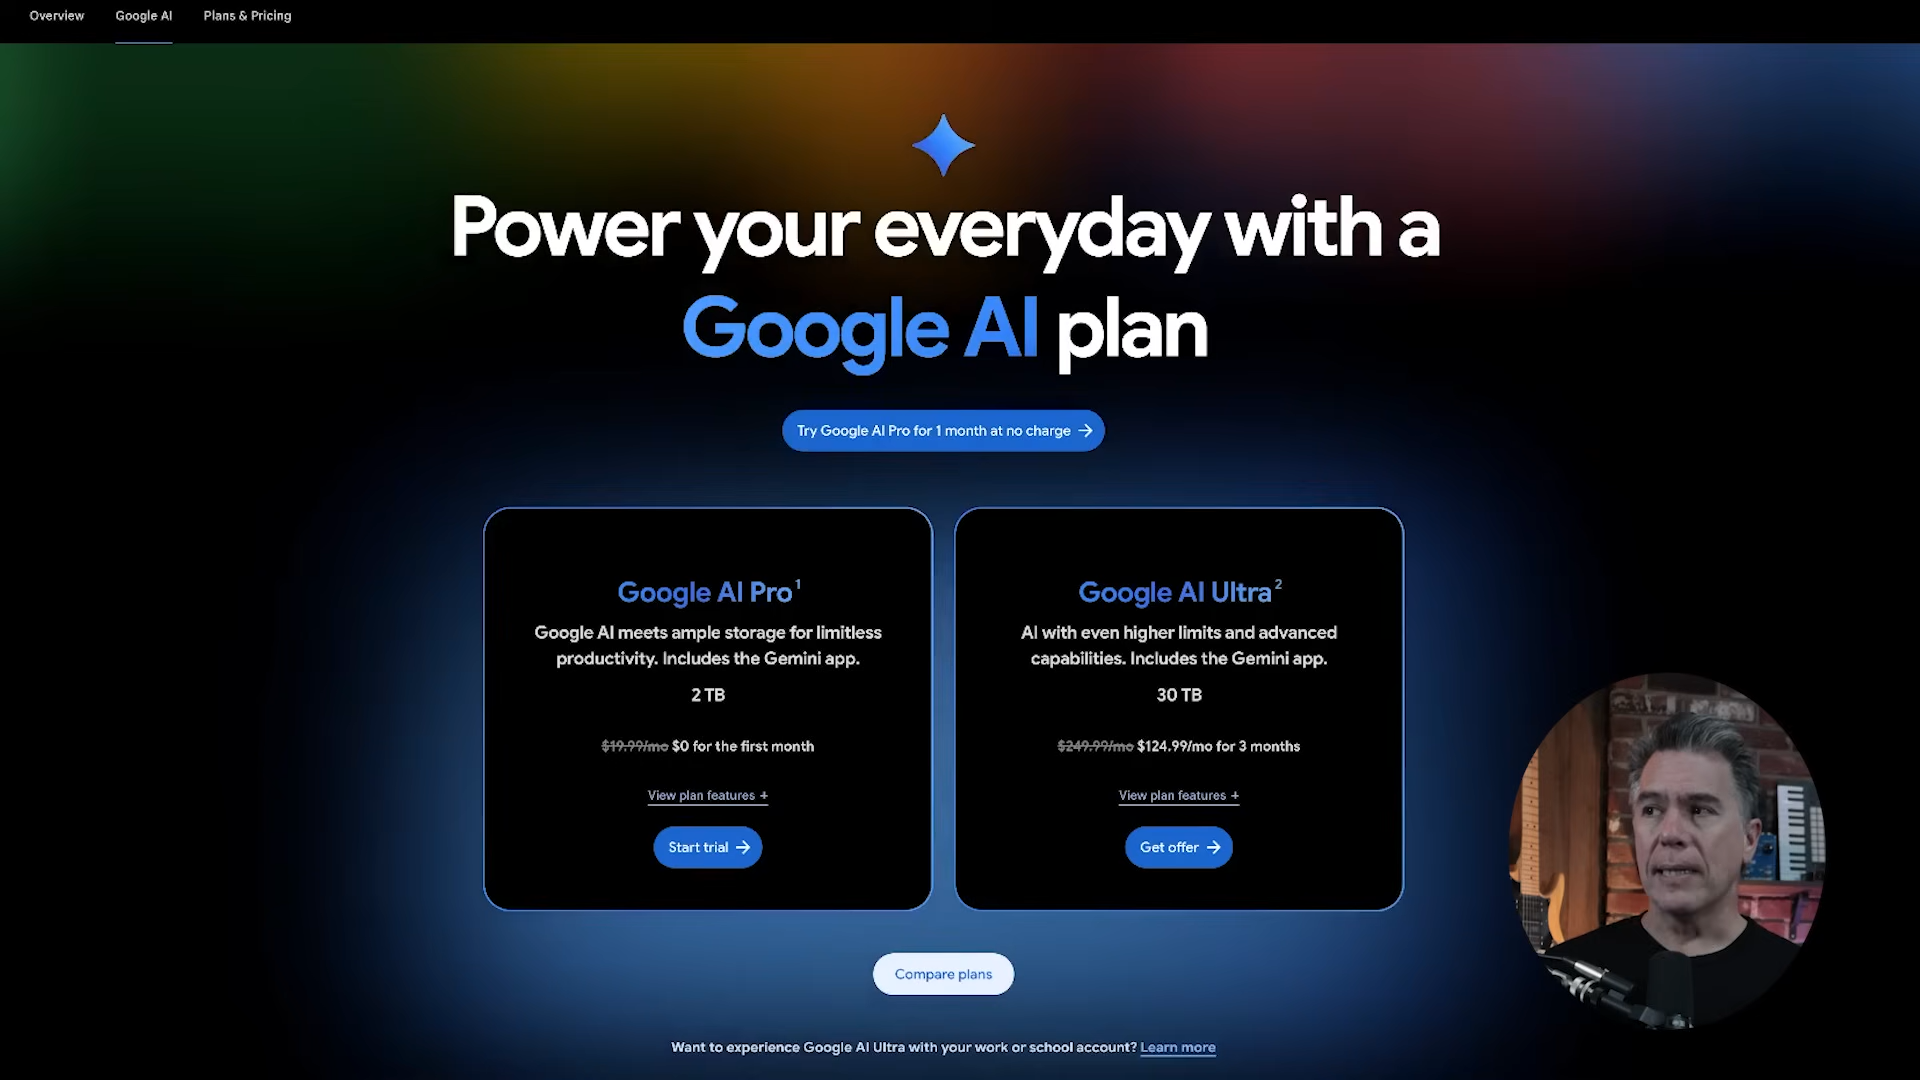 Overview
Google AI
Plans & Pricing
Power your everyday with a
Google AI plan
Try Google AI Pro for 1 month at no charge →
Google AI Pro¹
Google AI meets ample storage for limitless
productivity. Includes the Gemini app.
2 TB
$19.99/mo $0 for the first month
View plan features +
Start trial →
Google AI Ultra²
AI with even higher limits and advanced
capabilities. Includes the Gemini app.
30 TB
$249.99/mo $124.99/mo for 3 months
View plan features +
Get offer →
Compare plans
Want to experience Google AI Ultra with your work or school account? Learn more